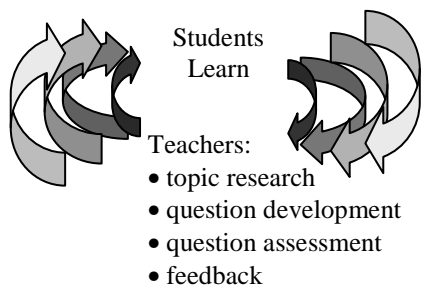 Students
Learn
Teachers:
• topic research
• question development
• question assessment
• feedback